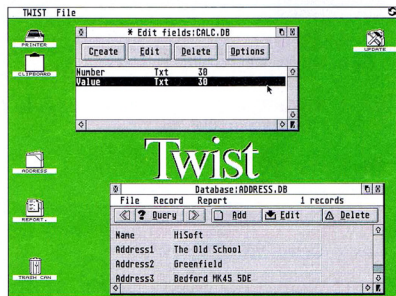 TWIST File
* Edit fields:CALC.DB
Create Edit Delete Options
Number Txt 30
Value Txt 30
PRINTER
CLIPBOARD
UPDATE
Twist
ADDRESS
REPORT.
TRASH CAN
Database:ADDRESS.DB
File Record Report 1 records
? Query Add Edit Delete
Name HiSoft
Address1 The Old School
Address2 Greenfield
Address3 Bedford MK45 5DE